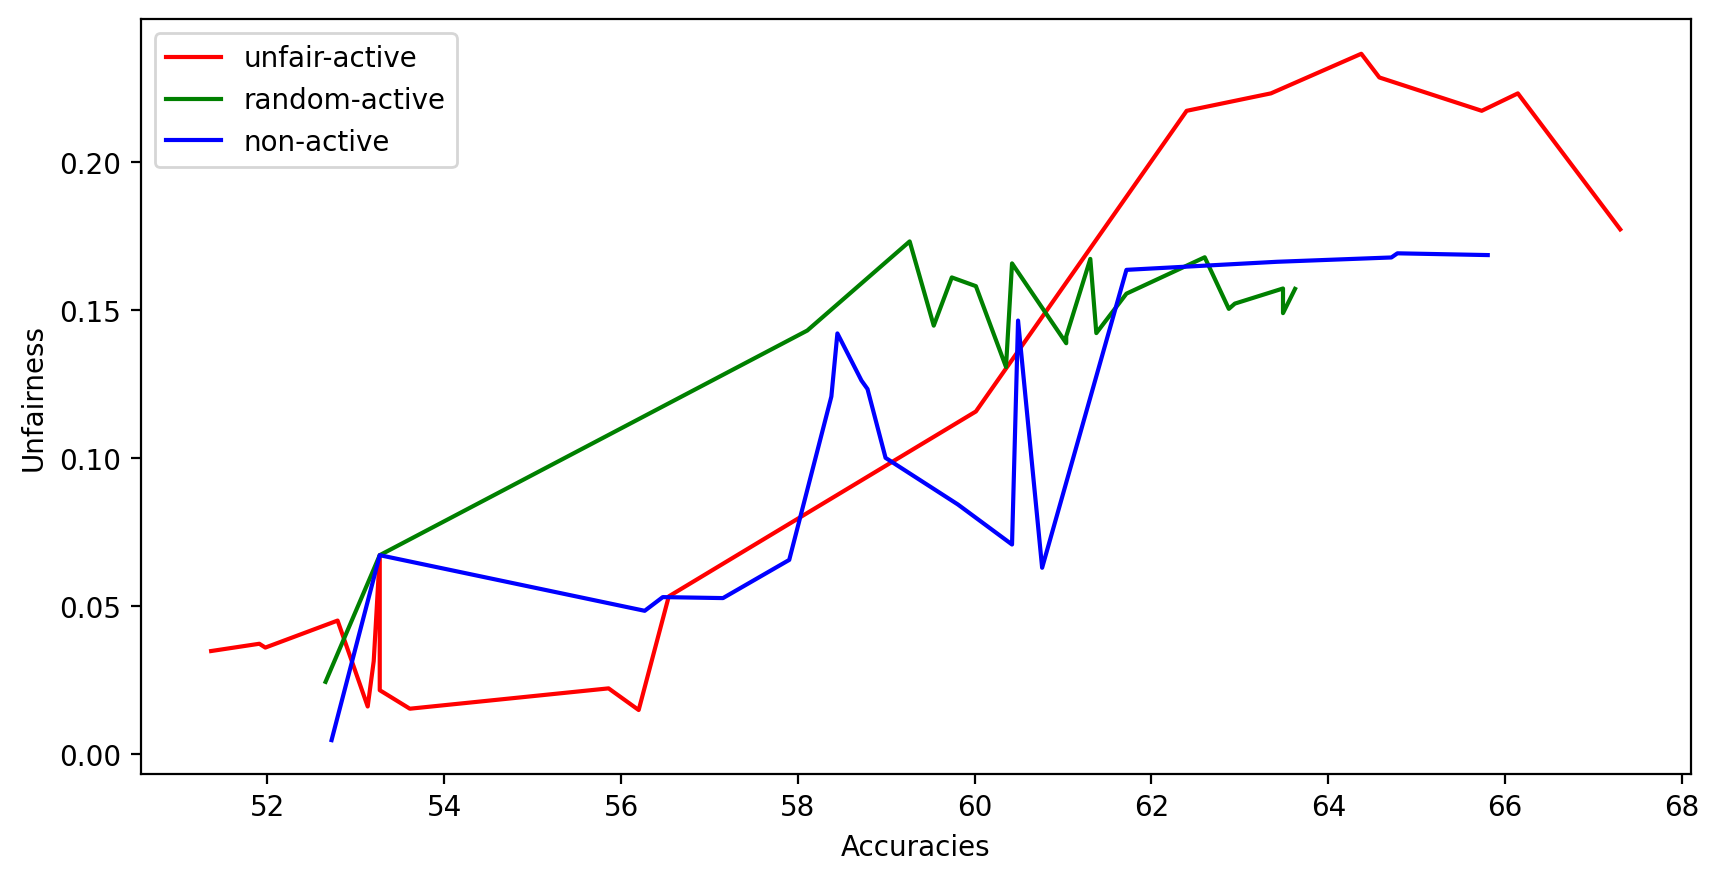 unfair-active
random-active
non-active
Unfairness
0.20
0.15
0.10
0.05
0.00
52 54 56 58 60 62 64 66 68
Accuracies